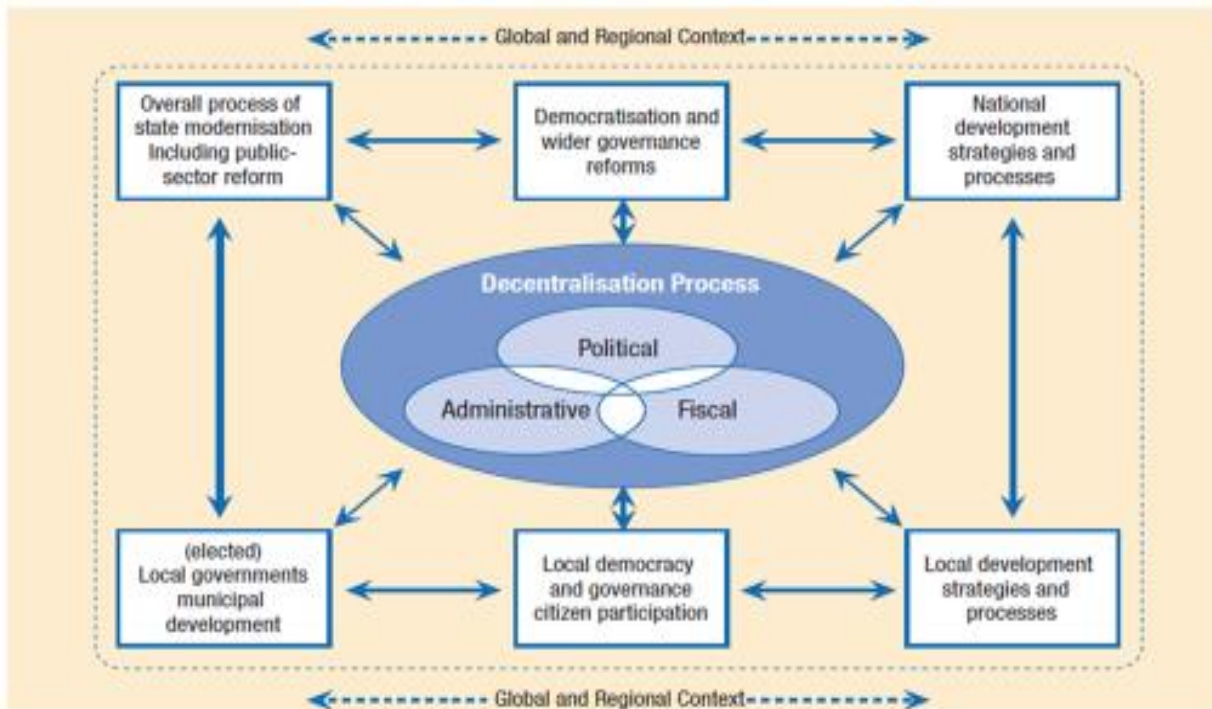 Global and Regional Context
Overall process of
state modernisation
Including public-
sector reform
Democratisation and
wider governance
reforms
National
development
strategies and
processes
Decentralisation Process
Political
Administrative
Fiscal
(elected)
Local governments
municipal
development
Local democracy
and governance
citizen participation
Local development
strategies and
processes
Global and Regional Context